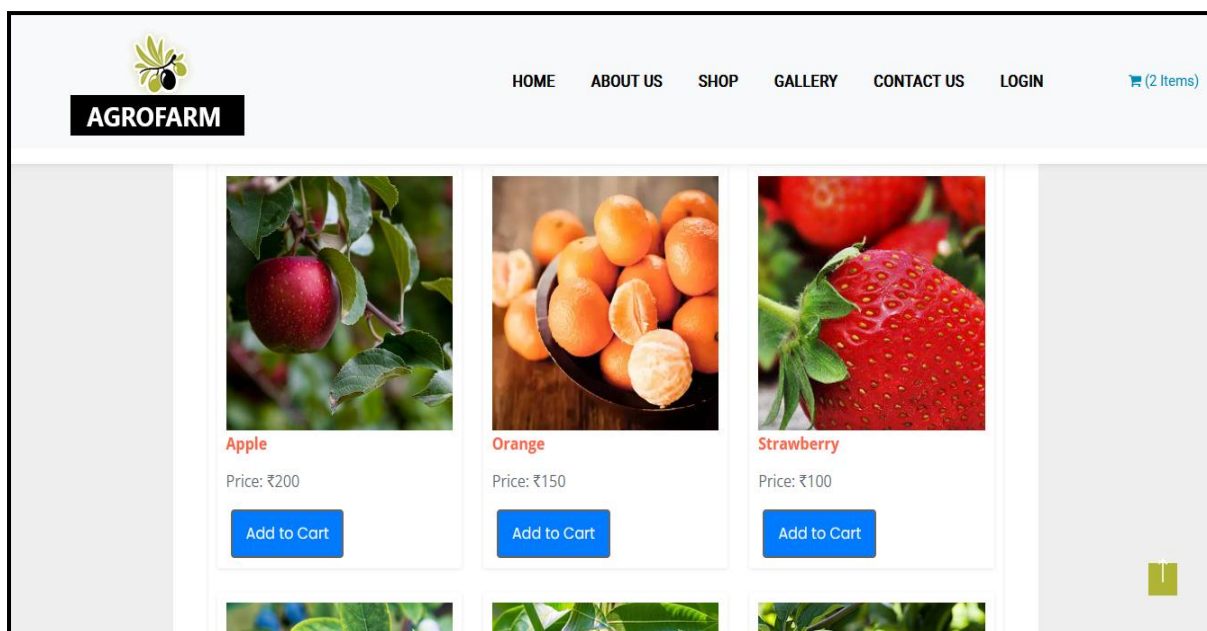 AGROFARM
HOME ABOUT US SHOP GALLERY CONTACT US LOGIN (2 Items)
Apple Orange Strawberry
Price: ₹200 Price: ₹150 Price: ₹100
Add to Cart Add to Cart Add to Cart